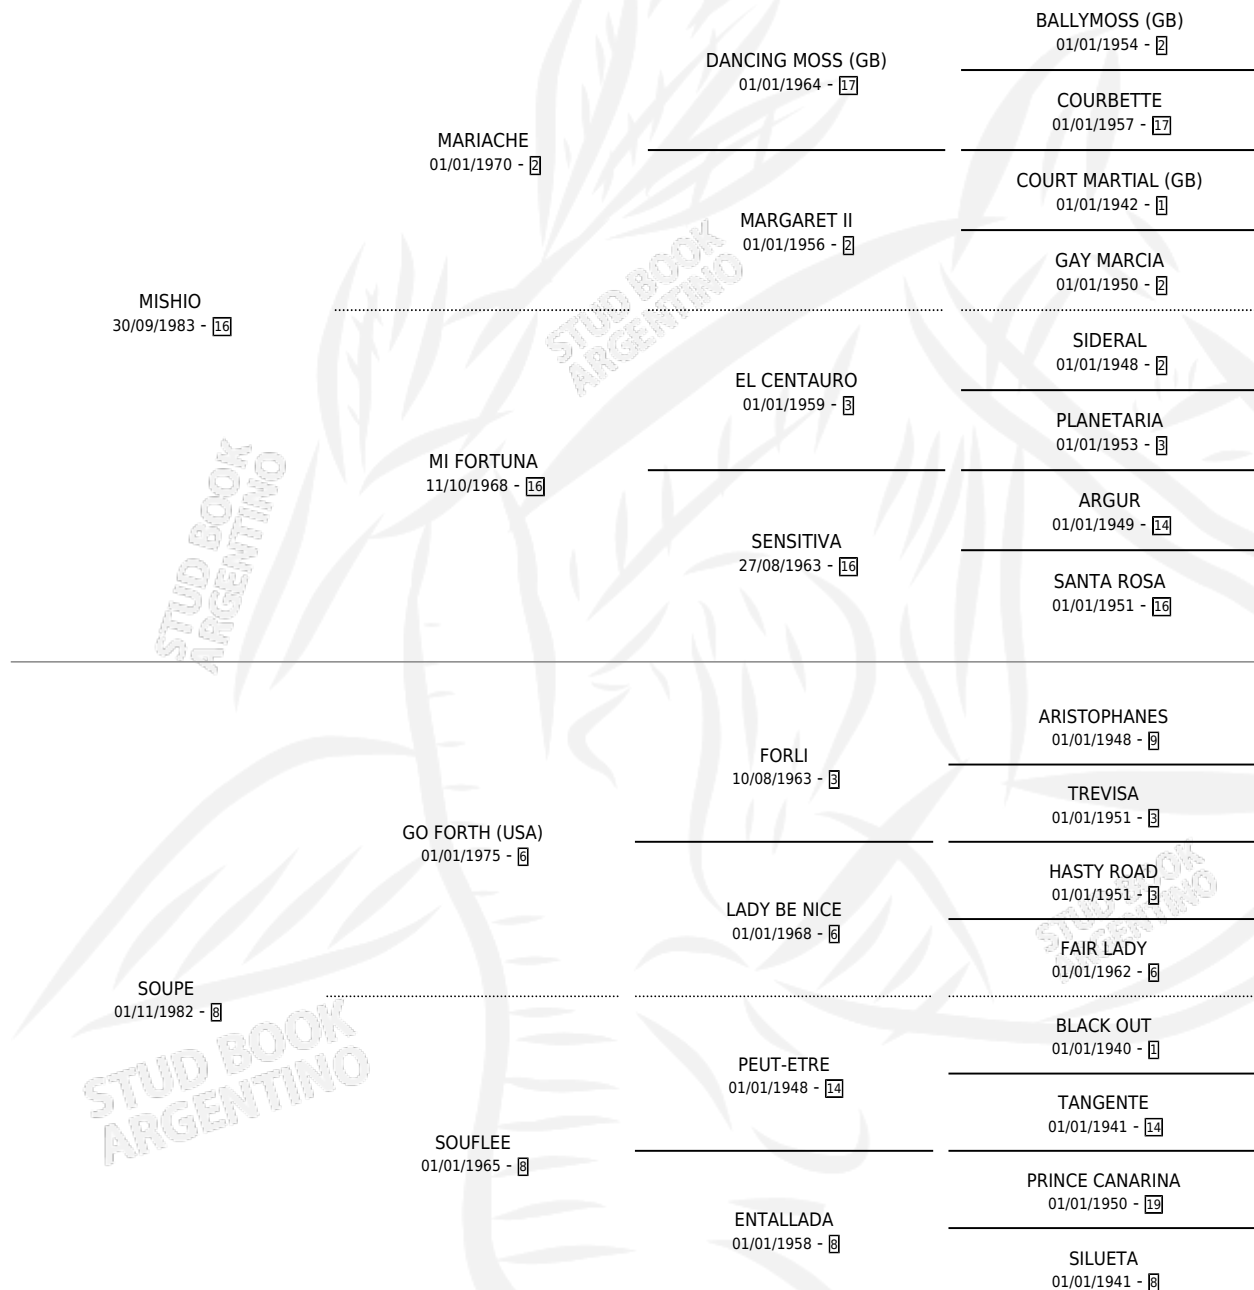 BALLYMOSS (GB)
01/01/1954 - 2
DANCING MOSS (GB)
01/01/1964 - 17
COURBETTE
01/01/1957 - 17
MARIACHE
01/01/1970 - 2
COURT MARTIAL (GB)
01/01/1942 - 1
MARGARET II
01/01/1956 - 2
GAY MARCIA
01/01/1950 - 2
MISHIO
30/09/1983 - 16
STUD BOOK
ARGENTINO
SIDERAL
01/01/1948 - 2
EL CENTAURO
01/01/1959 - 3
PLANETARIA
01/01/1953 - 3
MI FORTUNA
11/10/1968 - 16
ARGUR
01/01/1949 - 14
SENSITIVA
27/08/1963 - 16
SANTA ROSA
01/01/1951 - 16
STUD BOOK
ARGENTINO
ARISTOPHANES
01/01/1948 - 9
FORLI
10/08/1963 - 3
TREVISA
01/01/1951 - 3
GO FORTH (USA)
01/01/1975 - 6
HASTY ROAD
01/01/1951 - 3
LADY BE NICE
01/01/1968 - 6
STUD BOOK
ARGENTINO
FAIR LADY
01/01/1962 - 6
SOUPE
01/11/1982 - 8
BLACK OUT
01/01/1940 - 1
STUD BOOK
ARGENTINO
PEUT-ETRE
01/01/1948 - 14
TANGENTE
01/01/1941 - 14
SOUFLEE
01/01/1965 - 8
PRINCE CANARINA
01/01/1950 - 19
ENTALLADA
01/01/1958 - 8
SILUETA
01/01/1941 - 8